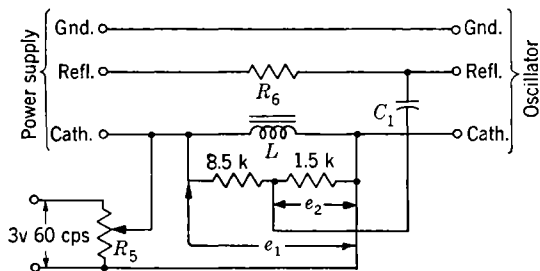 Power supply
Gnd.
Gnd.
Refl.
R6
Refl.
C1
Oscillator
Cath.
L
Cath.
8.5 k
1.5 k
e2
3v 60 cps
R5
e1